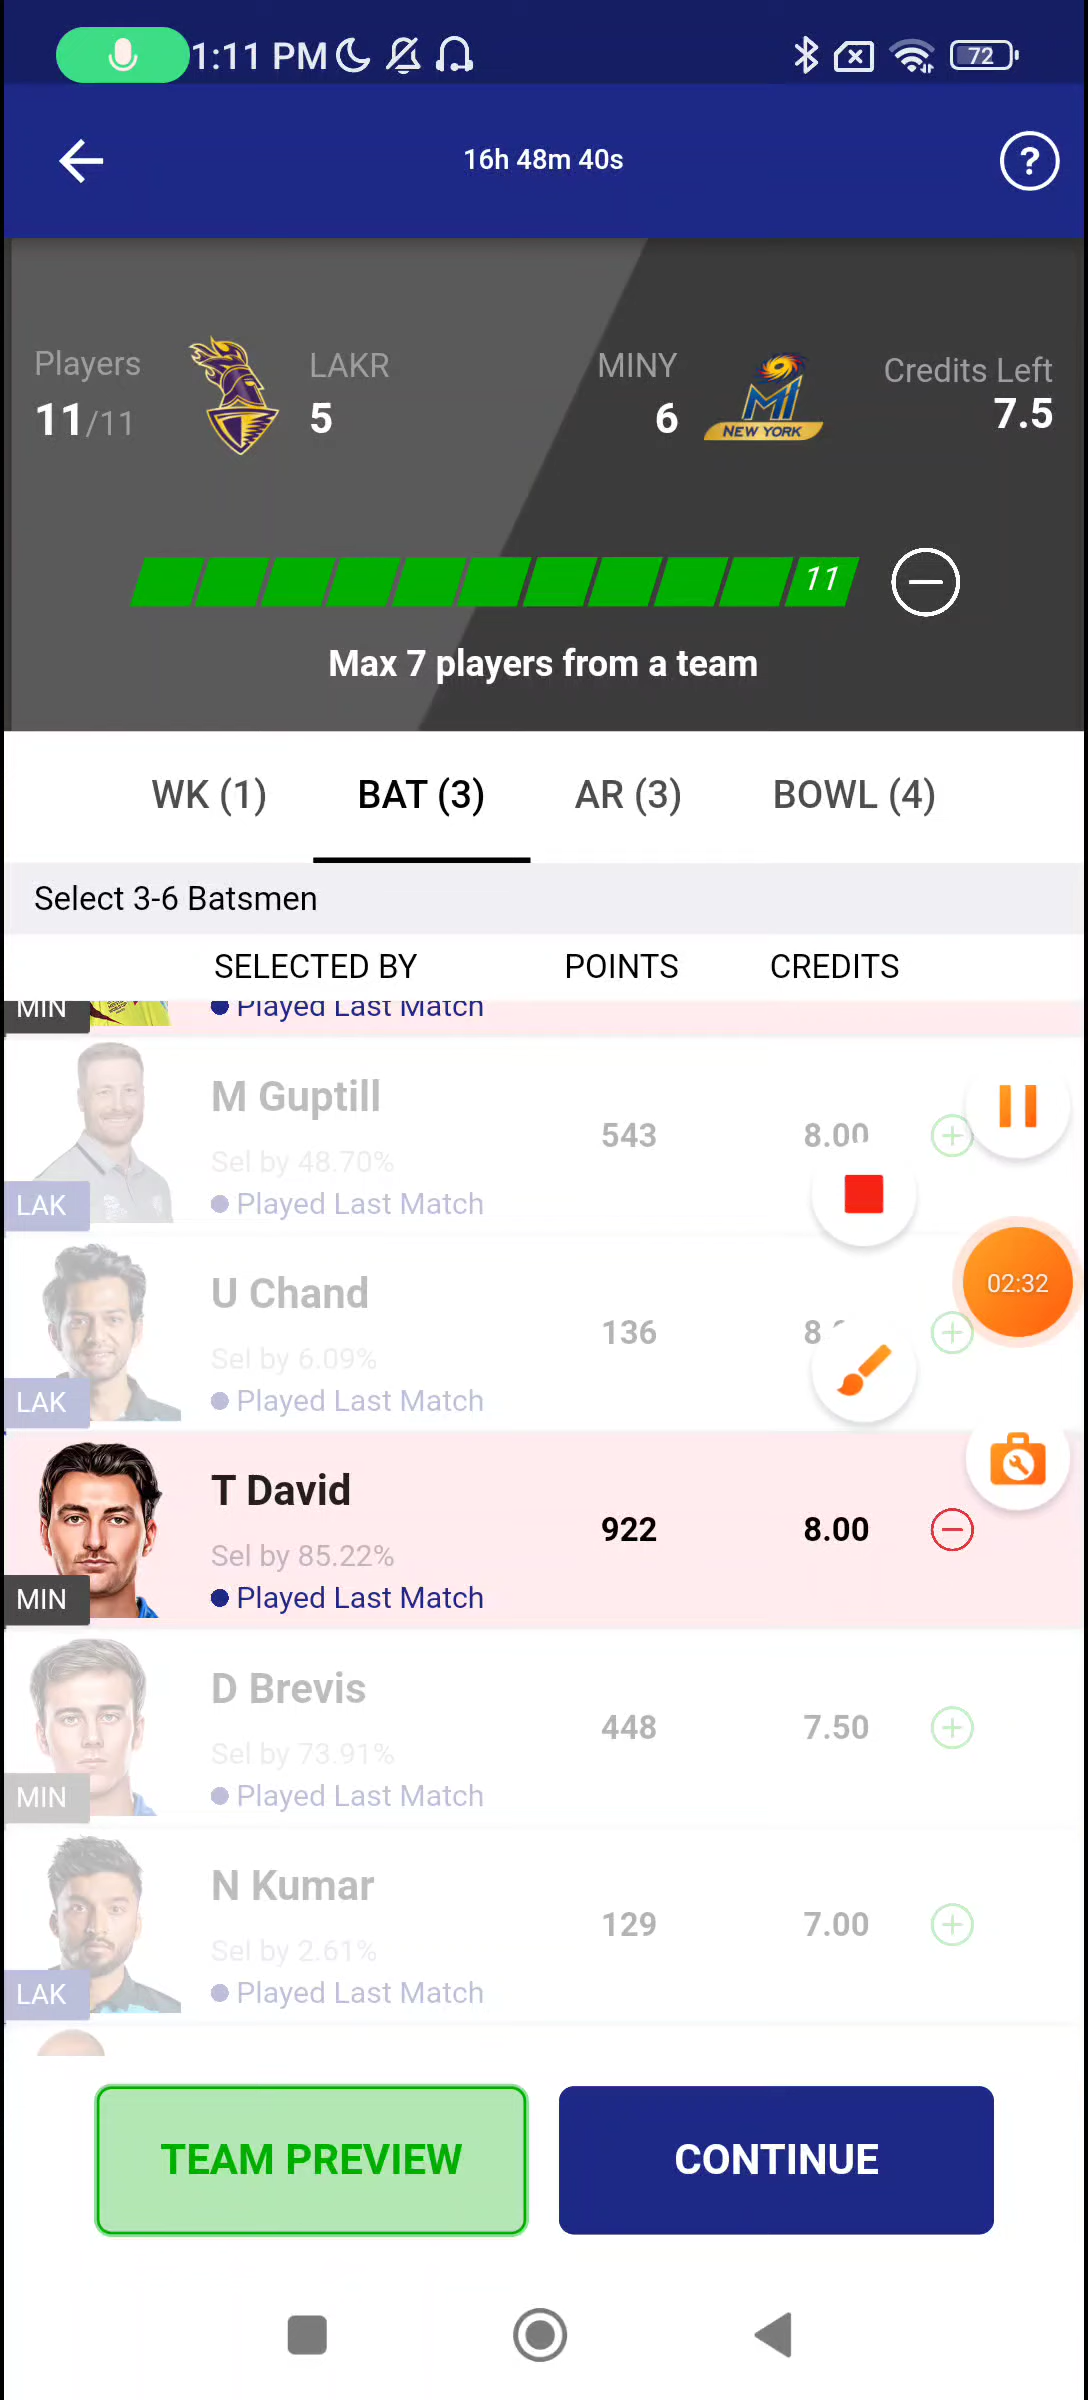 1:11 PM
72
16h 48m 40s
?
Players
11/11
LAKR
5
MINY
6
NEW YORK
Credits Left
7.5
11
Max 7 players from a team
WK (1) BAT (3) AR (3) BOWL (4)
Select 3-6 Batsmen
SELECTED BY POINTS CREDITS
MIN
Played Last Match
M Guptill
543 8.00
Sel by 48.70%
LAK
Played Last Match
U Chand
136 8
02:32
Sel by 6.09%
LAK
Played Last Match
T David
922 8.00
Sel by 85.22%
MIN
Played Last Match
D Brevis
448 7.50
Sel by 73.91%
MIN
Played Last Match
N Kumar
129 7.00
Sel by 2.61%
LAK
Played Last Match
TEAM PREVIEW
CONTINUE